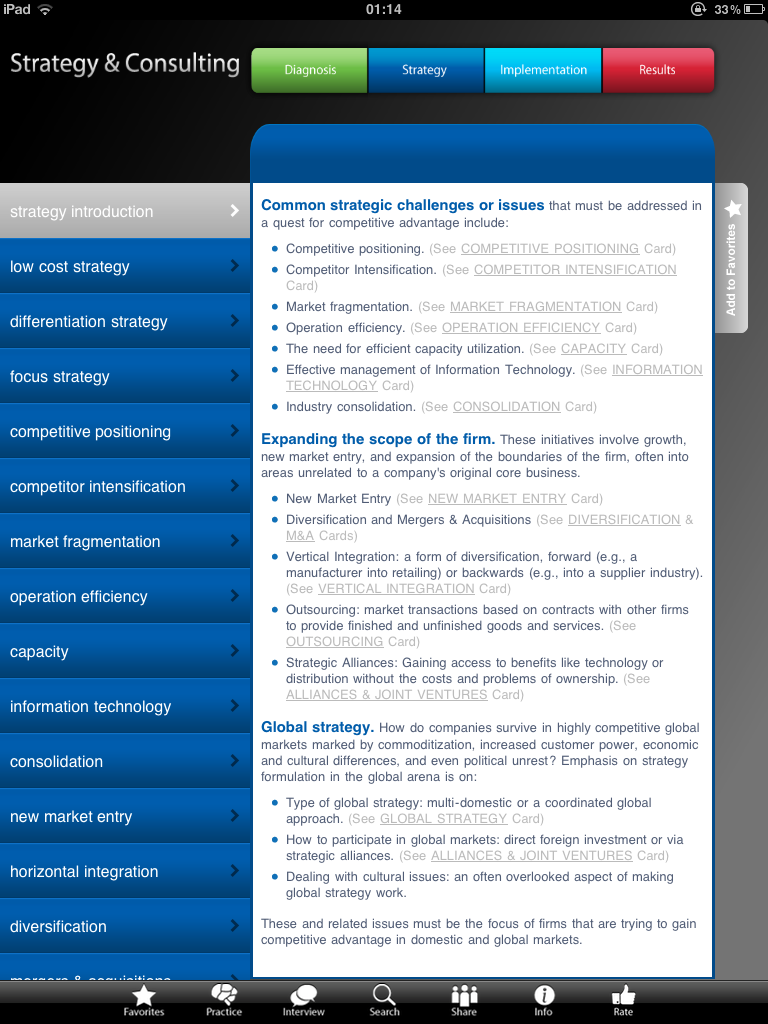 iPad
01:14
33%
Strategy & Consulting
Diagnosis
Strategy
Implementation
Results
strategy introduction
low cost strategy
differentiation strategy
focus strategy
competitive positioning
competitor intensification
market fragmentation
operation efficiency
capacity
information technology
consolidation
new market entry
horizontal integration
diversification
mergers & acquisitions
Common strategic challenges or issues that must be addressed in
a quest for competitive advantage include:
Competitive positioning. (See COMPETITIVE POSITIONING Card)
Competitor Intensification. (See COMPETITOR INTENSIFICATION
Card)
Market fragmentation. (See MARKET FRAGMENTATION Card)
Operation efficiency. (See OPERATION EFFICIENCY Card)
The need for efficient capacity utilization. (See CAPACITY Card)
Effective management of Information Technology. (See INFORMATION
TECHNOLOGY Card)
Industry consolidation. (See CONSOLIDATION Card)
Expanding the scope of the firm. These initiatives involve growth,
new market entry, and expansion of the boundaries of the firm, often into
areas unrelated to a company's original core business.
New Market Entry (See NEW MARKET ENTRY Card)
Diversification and Mergers & Acquisitions (See DIVERSIFICATION &
M&A Cards)
Vertical Integration: a form of diversification, forward (e.g., a
manufacturer into retailing) or backwards (e.g., into a supplier industry).
(See VERTICAL INTEGRATION Card)
Outsourcing: market transactions based on contracts with other firms
to provide finished and unfinished goods and services. (See
OUTSOURCING Card)
Strategic Alliances: Gaining access to benefits like technology or
distribution without the costs and problems of ownership. (See
ALLIANCES & JOINT VENTURES Card)
Global strategy. How do companies survive in highly competitive global
markets marked by commoditization, increased customer power, economic
and cultural differences, and even political unrest? Emphasis on strategy
formulation in the global arena is on:
Type of global strategy: multi-domestic or a coordinated global
approach. (See GLOBAL STRATEGY Card)
How to participate in global markets: direct foreign investment or via
strategic alliances. (See ALLIANCES & JOINT VENTURES Card)
Dealing with cultural issues: an often overlooked aspect of making
global strategy work.
These and related issues must be the focus of firms that are trying to gain
competitive advantage in domestic and global markets.
Add to Favorites
Favorites
Practice
Interview
Search
Share
Info
Rate